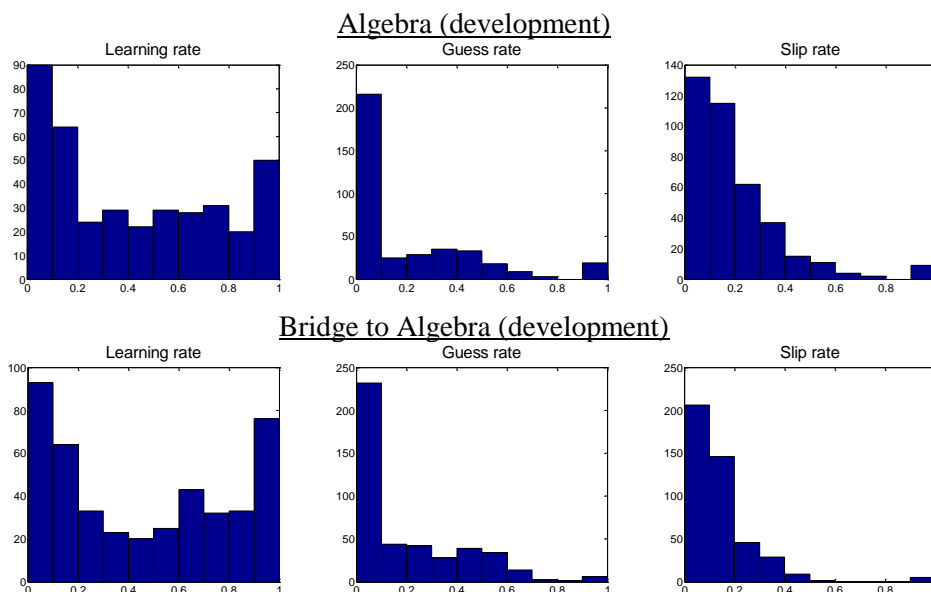 Algebra (development)
Learning rate Guess rate Slip rate
90 250 140
80 120
70 200
60 100
50 150 80
40 100 60
30 40
20 50
10 20
0 0 0
0 0.2 0.4 0.6 0.8 1 0 0.2 0.4 0.6 0.8 1 0 0.2 0.4 0.6 0.8
Bridge to Algebra (development)
Learning rate Guess rate Slip rate
100 250 250
80 200 200
60 150 150
40 100 100
20 50 50
0 0 0
0 0.2 0.4 0.6 0.8 1 0 0.2 0.4 0.6 0.8 1 0 0.2 0.4 0.6 0.8